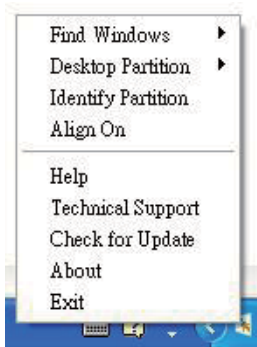 Find Windows
Desktop Partition
Identify Partition
Align On
Help
Technical Support
Check for Update
About
Exit